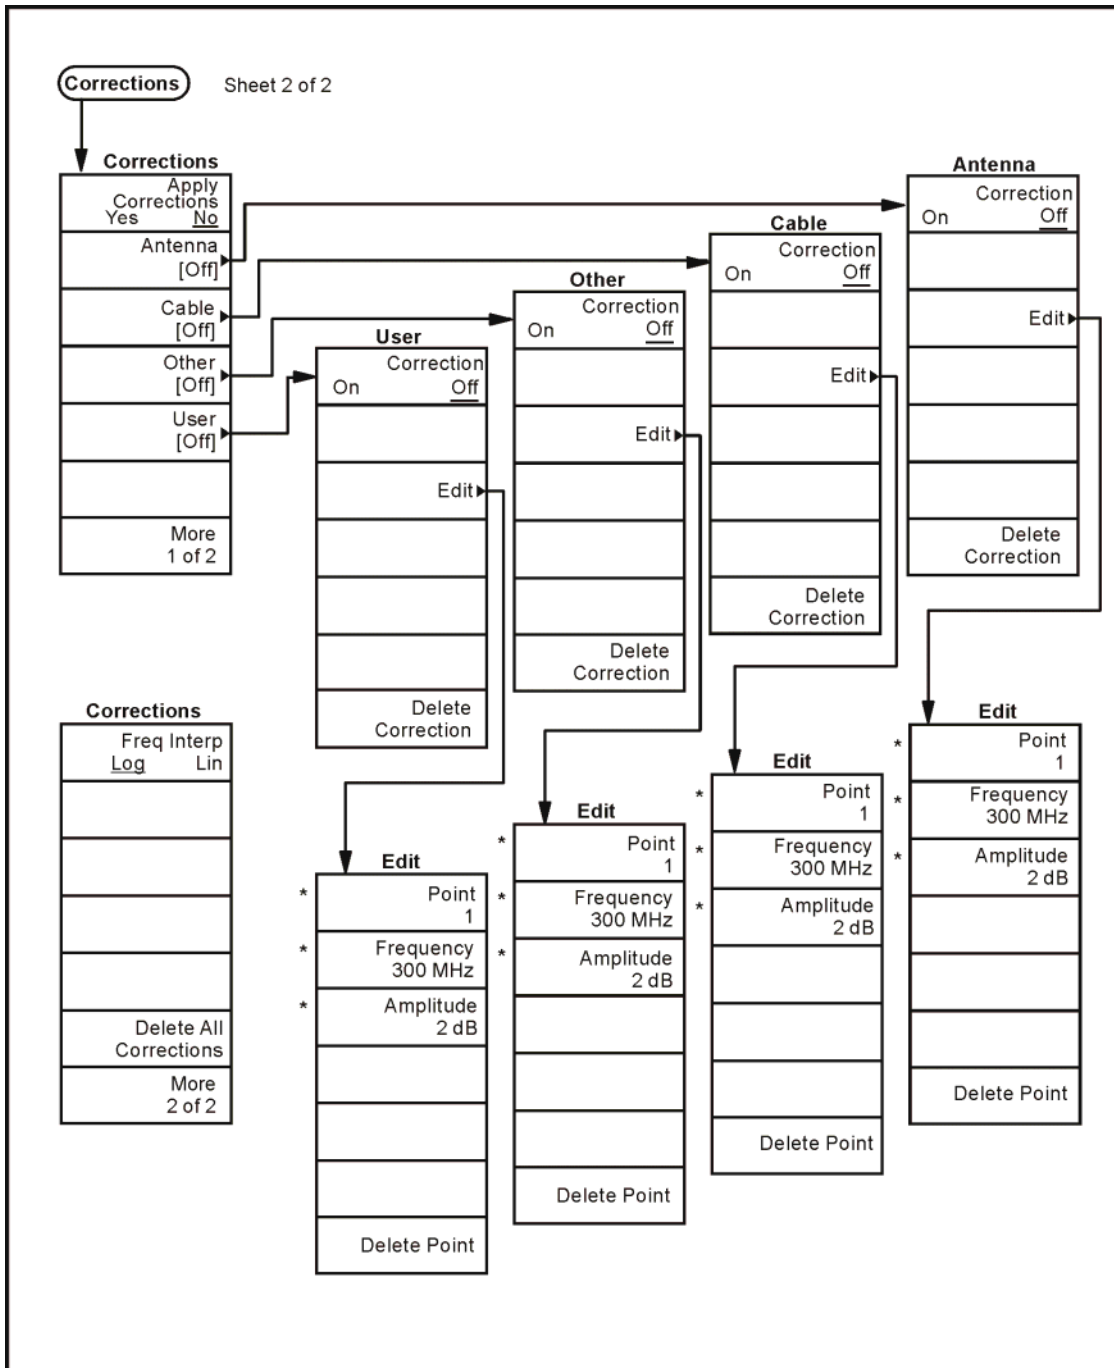 Corrections
Sheet 2 of 2
Corrections
Apply
Corrections
Yes No
Antenna
[Off]
Cable
[Off]
Other
[Off]
User
[Off]
More
1 of 2
User
Correction
On Off
Edit
Delete
Correction
Other
Correction
On Off
Edit
Delete
Correction
Cable
Correction
On Off
Edit
Delete
Correction
Antenna
Correction
On Off
Edit
Delete
Correction
Corrections
Freq Interp
Log Lin
Delete All
Corrections
More
2 of 2
Edit
* Point
1
* Frequency
300 MHz
* Amplitude
2 dB
Delete Point
Edit
* Point
1
* Frequency
300 MHz
* Amplitude
2 dB
Delete Point
Edit
* Point
1
* Frequency
300 MHz
* Amplitude
2 dB
Delete Point
Edit
* Point
1
* Frequency
300 MHz
* Amplitude
2 dB
Delete Point